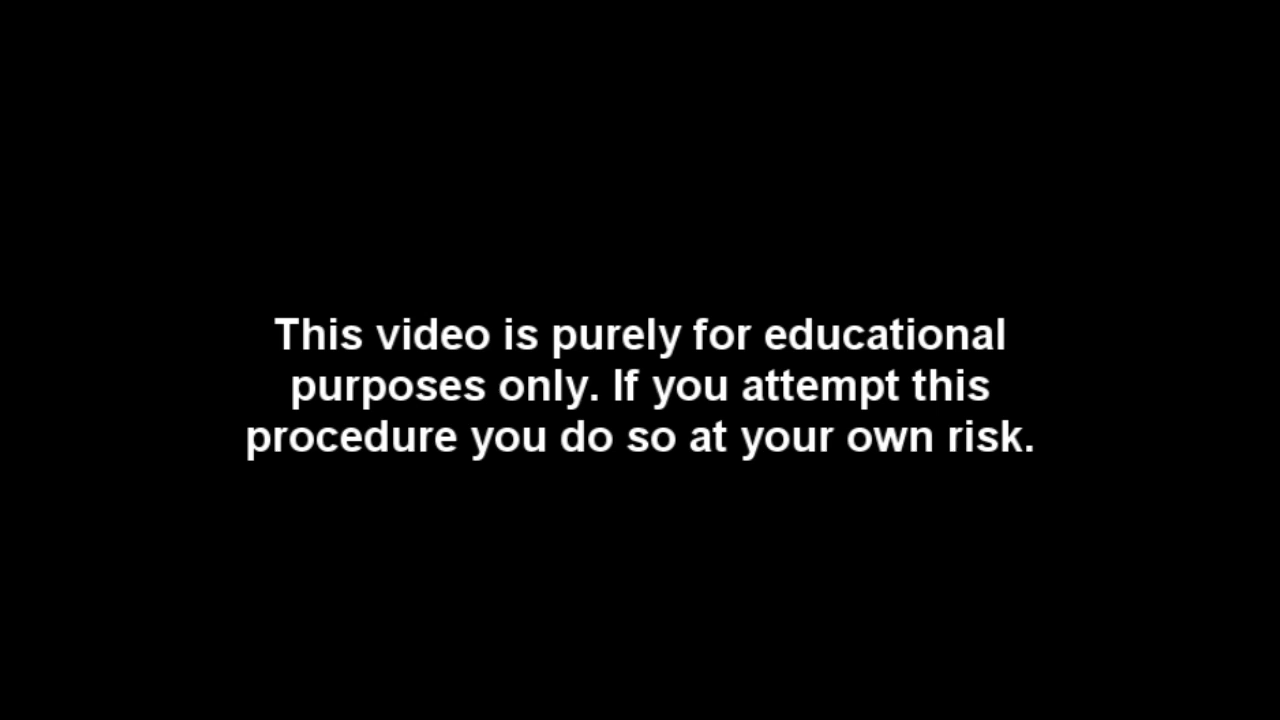 This video is purely for educational
purposes only. If you attempt this
procedure you do so at your own risk.